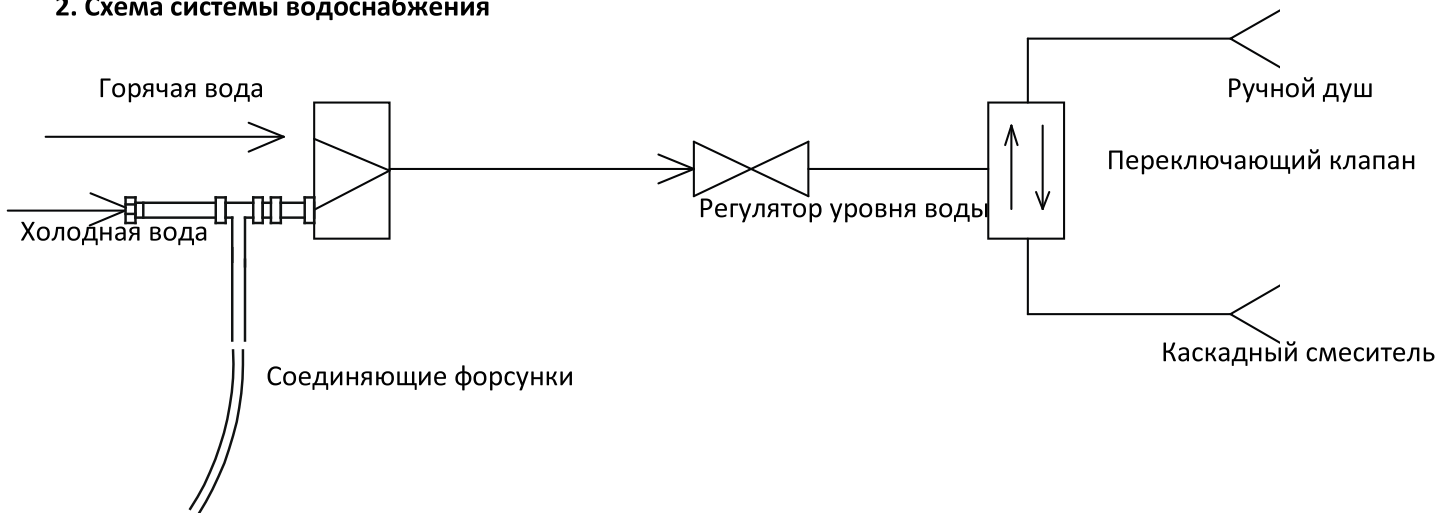 2. Схема системы водоснабжения
Горячая вода
Ручной душ
Переключающий клапан
Регулятор уровня воды
Холодная вода
Каскадный смеситель
Соединяющие форсунки